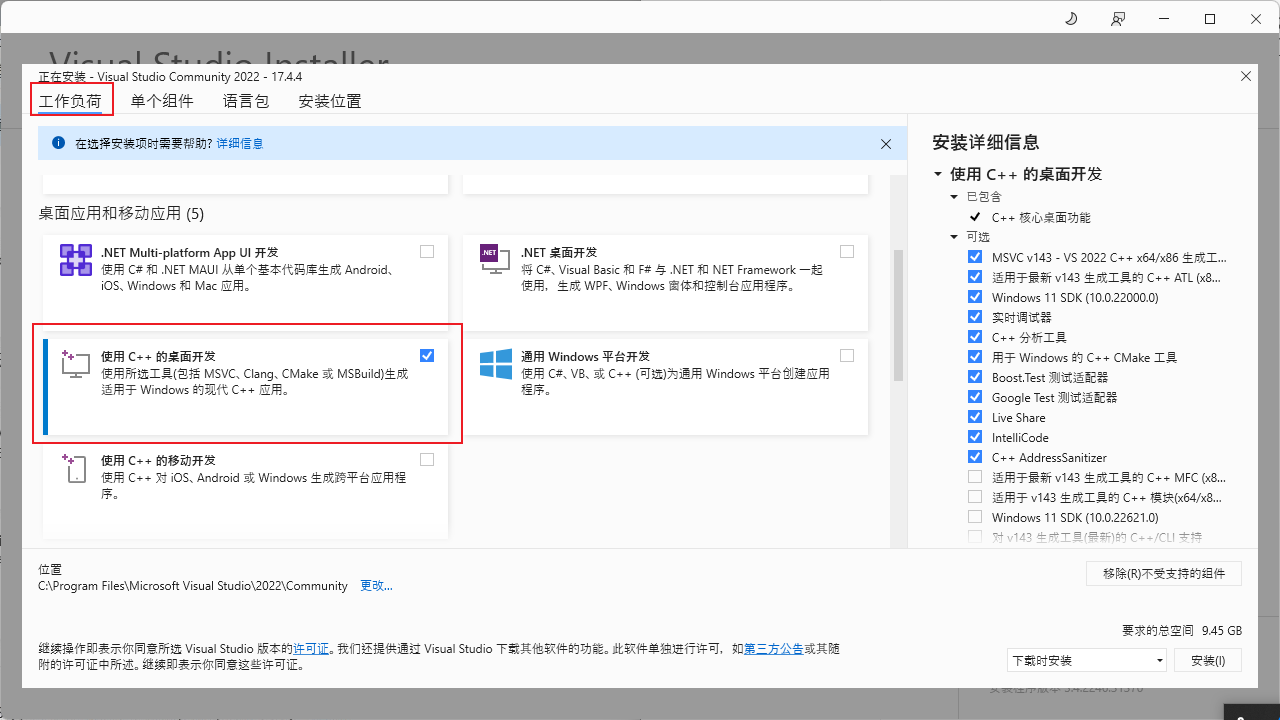 Visual Studio Installer
正在安装 - Visual Studio Community 2022 - 17.4.4
工作负荷 单个组件 语言包 安装位置
在选择安装项时需要帮助? 详细信息
桌面应用和移动应用 (5)
.NET Multi-platform App UI 开发
使用 C# 和 .NET MAUI 从单个基本代码库生成 Android、
iOS、Windows 和 Mac 应用。
.NET
.NET 桌面开发
将 C#、Visual Basic 和 F# 与 .NET 和 .NET Framework 一起
使用，生成 WPF、Windows 窗体和控制台应用程序。
使用 C++ 的桌面开发
使用所选工具(包括 MSVC、Clang、CMake 或 MSBuild)生成
适用于 Windows 的现代 C++ 应用。
通用 Windows 平台开发
使用 C#、VB、或 C++ (可选)为通用 Windows 平台创建应用
程序。
使用 C++ 的移动开发
使用 C++ 对 iOS、Android 或 Windows 生成跨平台应用程
序。
安装详细信息
使用 C++ 的桌面开发
已包含
C++ 核心桌面功能
可选
MSVC v143 - VS 2022 C++ x64/x86 生成工...
适用于最新 v143 生成工具的 C++ ATL (x8...
Windows 11 SDK (10.0.22000.0)
实时调试器
C++ 分析工具
用于 Windows 的 C++ CMake 工具
Boost.Test 测试适配器
Google Test 测试适配器
Live Share
IntelliCode
C++ AddressSanitizer
适用于最新 v143 生成工具的 C++ MFC (x8...
适用于 v143 生成工具的 C++ 模块(x64/x8...
Windows 11 SDK (10.0.22621.0)
对 v143 生成工具(最新)的 C++/CLI 支持
位置
C:\Program Files\Microsoft Visual Studio\2022\Community 更改...
移除(R)不受支持的组件
要求的总空间 9.45 GB
继续操作即表示你同意所选 Visual Studio 版本的许可证。我们还提供通过 Visual Studio 下载其他软件的功能。此软件单独进行许可，如第三方公告或其随
附的许可证中所述。继续即表示你同意这些许可证。
下载时安装 安装(I)